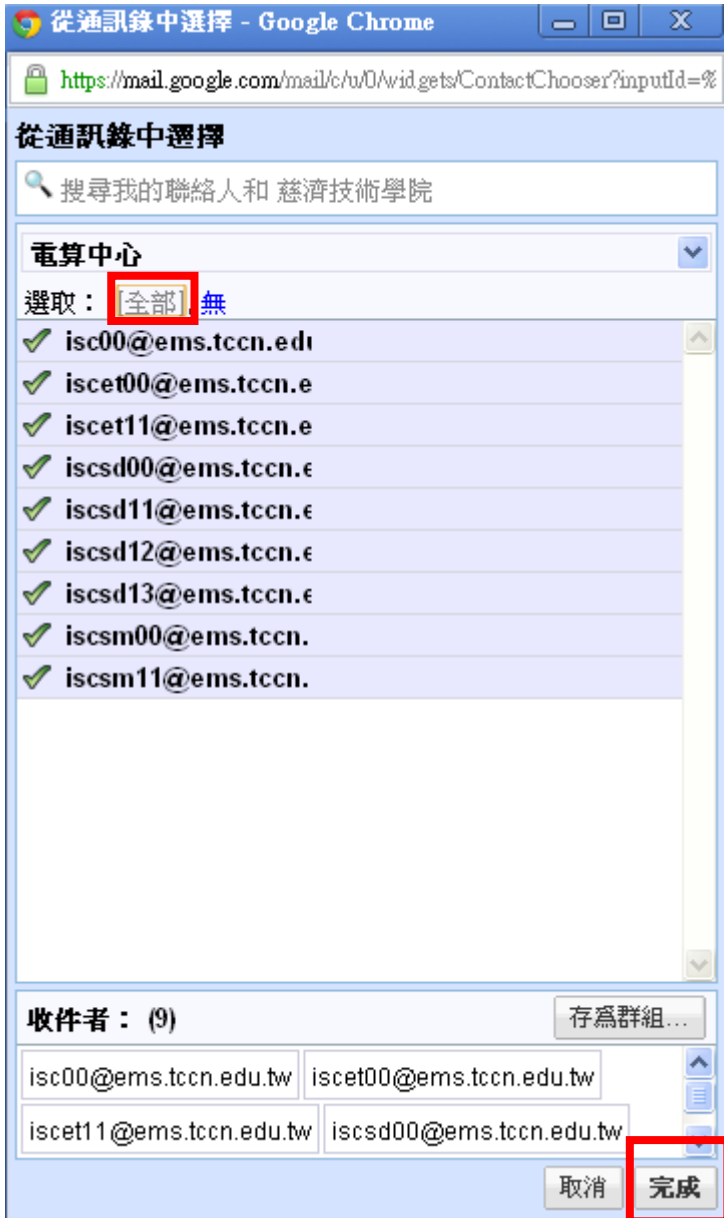 從通訊錄中選擇 - Google Chrome
https://mail.google.com/mail/c/u/0/widgets/ContactChooser?inputId=%
從通訊錄中選擇
搜尋我的聯絡人和 慈濟技術學院
電算中心
選取： [全部], 無
isc00@ems.tccn.edu
iscet00@ems.tccn.e
iscet11@ems.tccn.e
iscsd00@ems.tccn.e
iscsd11@ems.tccn.e
iscsd12@ems.tccn.e
iscsd13@ems.tccn.e
iscsm00@ems.tccn.
iscsm11@ems.tccn.
收件者： (9) 存為群組...
isc00@ems.tccn.edu.tw iscet00@ems.tccn.edu.tw
iscet11@ems.tccn.edu.tw iscsd00@ems.tccn.edu.tw
取消 完成